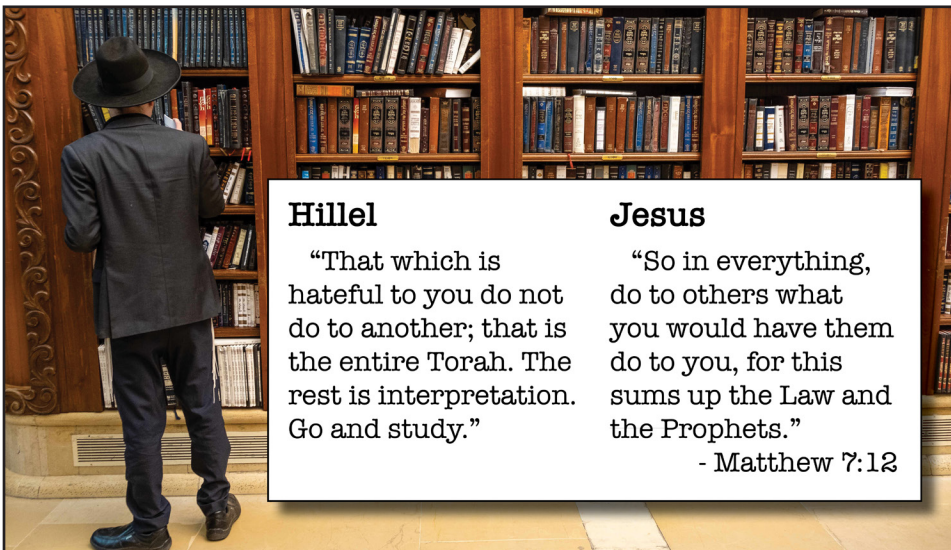 Hillel
“That which is
hateful to you do not
do to another; that is
the entire Torah. The
rest is interpretation.
Go and study.”
Jesus
“So in everything,
do to others what
you would have them
do to you, for this
sums up the Law and
the Prophets.”
- Matthew 7:12